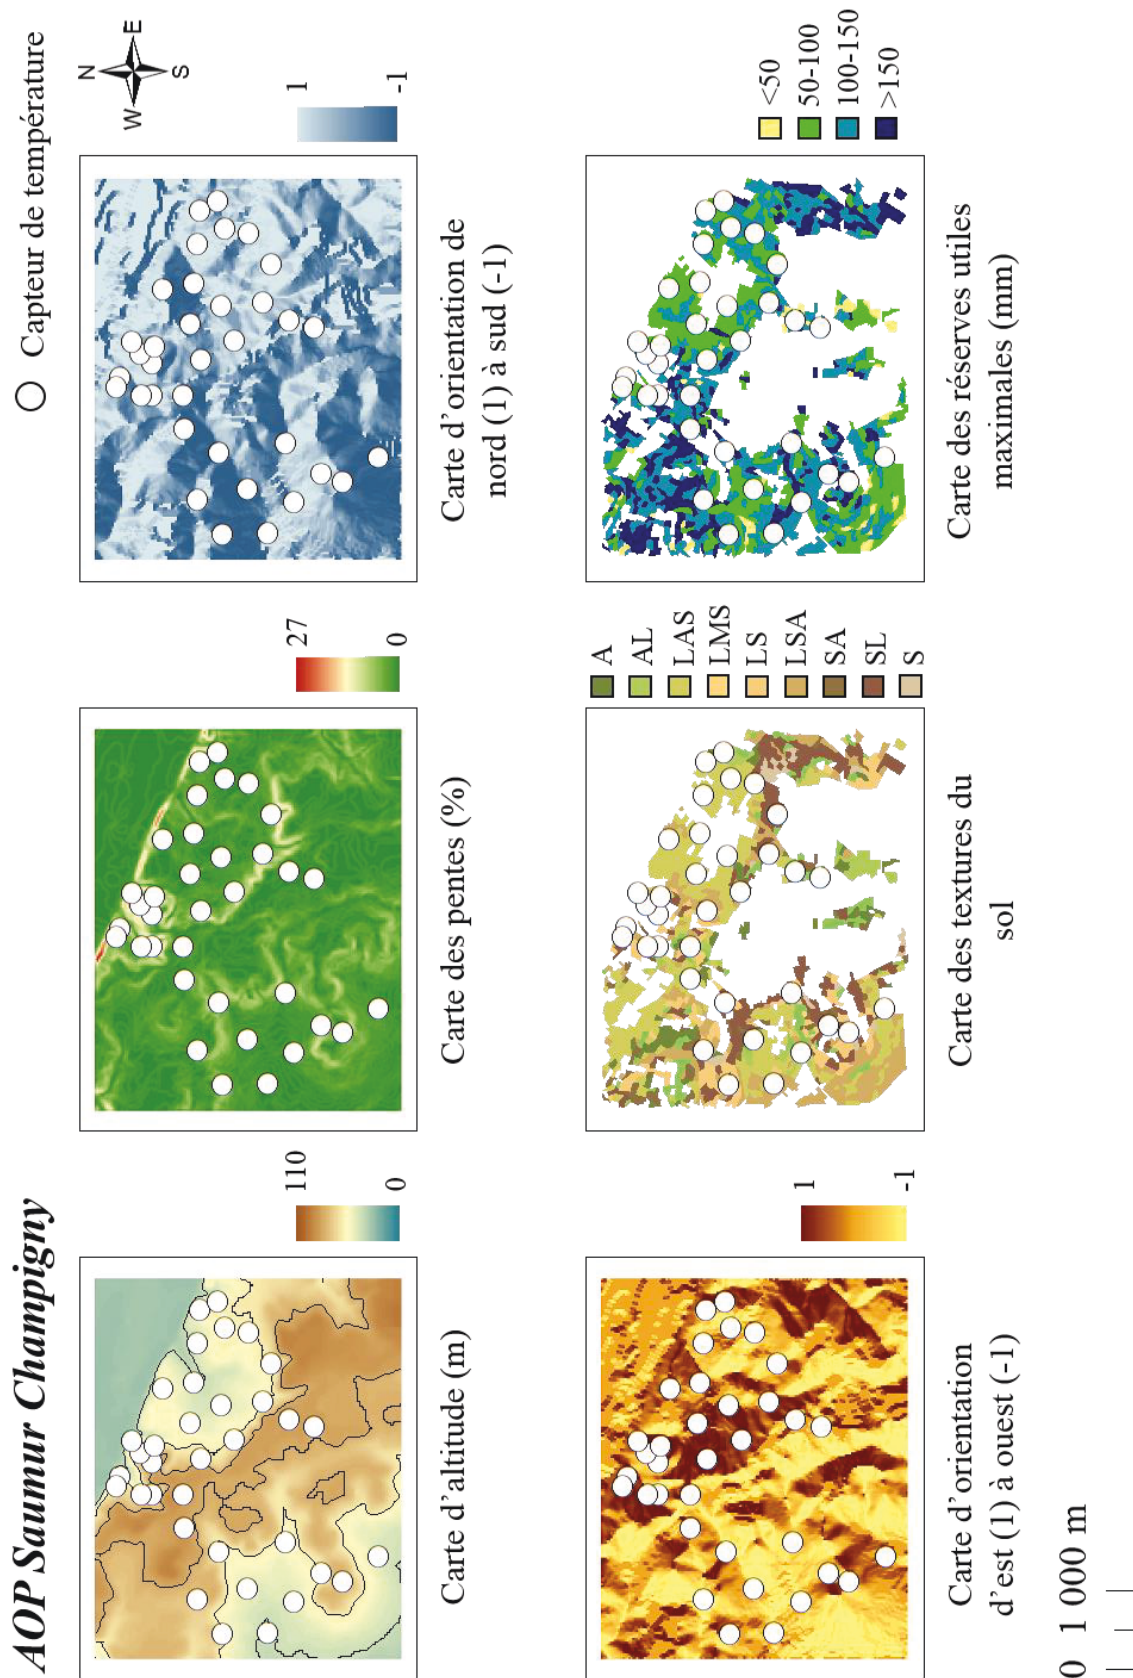 AOP Saumur Champigny
Capteur de température
N
W
E
S
110
0
Carte d'altitude (m)
27
0
Carte des pentes (%)
1
-1
Carte d'orientation de
nord (1) à sud (-1)
1
-1
Carte d'orientation
d'est (1) à ouest (-1)
A
AL
LAS
LMS
LS
LSA
SA
SL
S
Carte des textures du
sol
<50
50-100
100-150
>150
Carte des réserves utiles
maximales (mm)
0 1 000 m